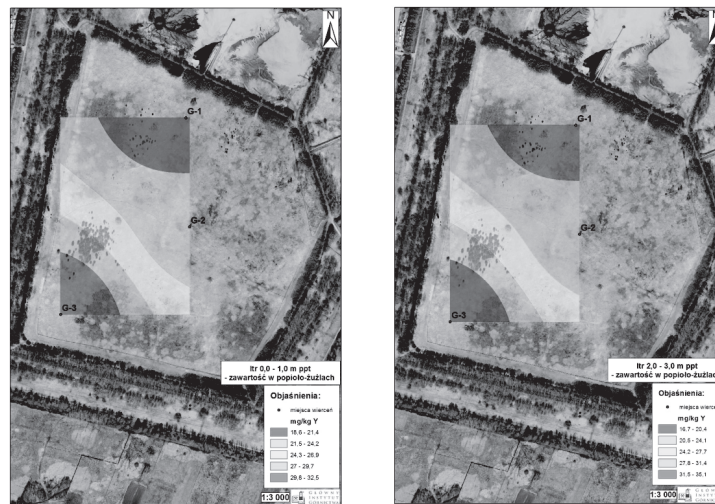 N
G-1
G-2
G-3
Itr 0,0 - 1,0 m ppt
- zawartość w popioło-żużlach
Objaśnienia:
miejsca wierceń
mg/kg Y
18,6 - 21,4
21,5 - 24,2
24,3 - 26,9
27 - 29,7
29,8 - 32,5
1:3 000
G-1
G-2
G-3
Itr 2,0 - 3,0 m ppt
- zawartość w popioło-żużlac
Objaśnienia:
miejsca wierce
mg/kg Y
16,7 - 20,4
20,5 - 24,1
24,2 - 27,7
27,8 - 31,4
31,5 - 35,1
1:3 000